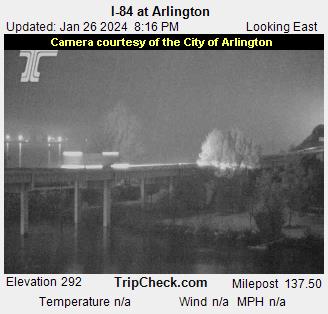 I-84 at Arlington
Updated: Jan 26 2024 8:16 PM Looking East
Camera courtesy of the City of Arlington
Elevation 292 TripCheck.com Milepost 137.50
Temperature n/a Wind n/a MPH n/a